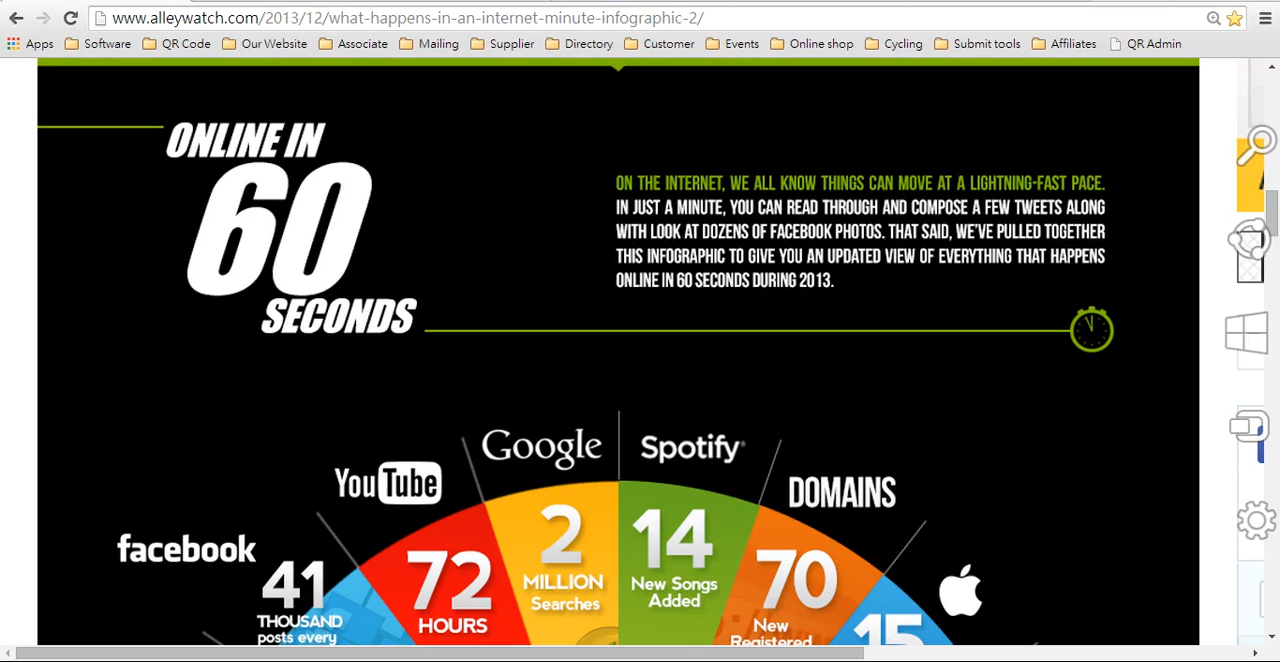 www.alleywatch.com/2013/12/what-happens-in-an-internet-minute-infographic-2/
Apps Software QR Code Our Website Associate Mailing Supplier Directory Customer Events Online shop Cycling Submit tools Affiliates QR Admin
ONLINE IN
60
SECONDS
ON THE INTERNET, WE ALL KNOW THINGS CAN MOVE AT A LIGHTNING-FAST PACE.
IN JUST A MINUTE, YOU CAN READ THROUGH AND COMPOSE A FEW TWEETS ALONG
WITH LOOK AT DOZENS OF FACEBOOK PHOTOS. THAT SAID, WE'VE PULLED TOGETHER
THIS INFOGRAPHIC TO GIVE YOU AN UPDATED VIEW OF EVERYTHING THAT HAPPENS
ONLINE IN 60 SECONDS DURING 2013.
facebook
41
THOUSAND
posts every
YouTube
72
HOURS
Google
2
MILLION
Searches
Spotify
14
New Songs
Added
DOMAINS
70
New
Registered
15